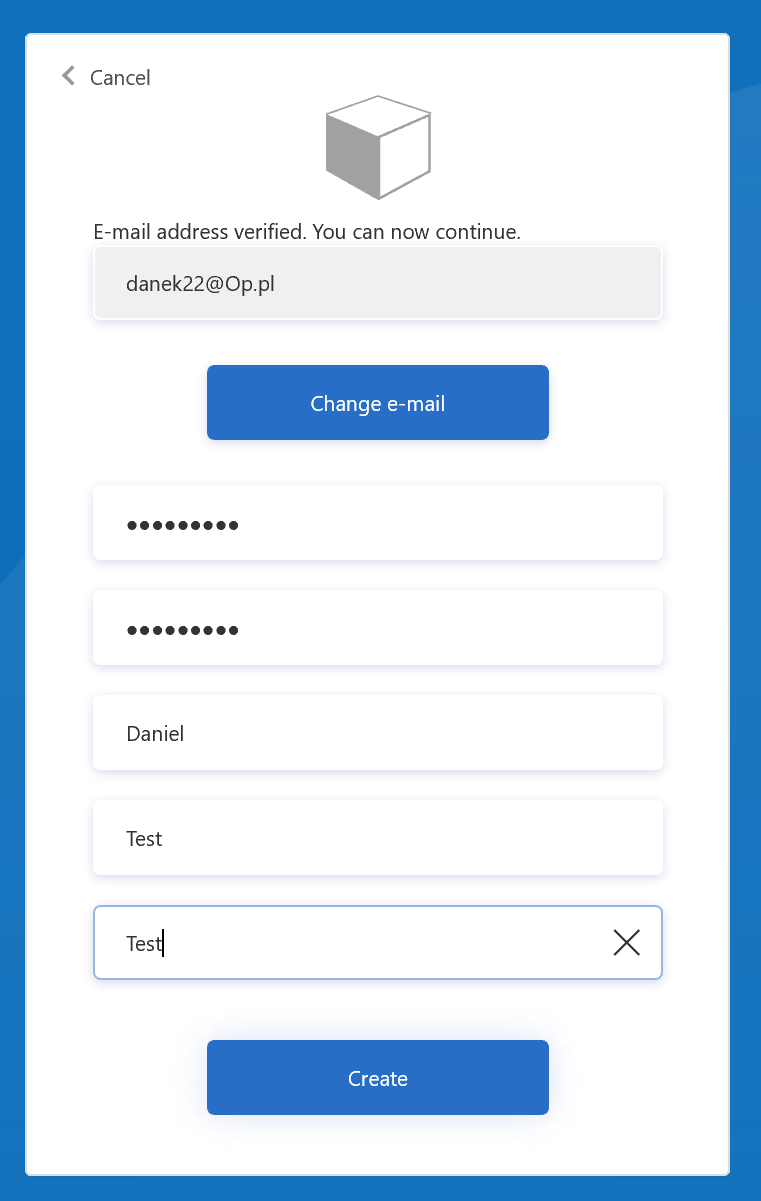 Cancel
E-mail address verified. You can now continue.
danek22@Op.pl
Change e-mail
●●●●●●●●●
●●●●●●●●●
Daniel
Test
Test
Create